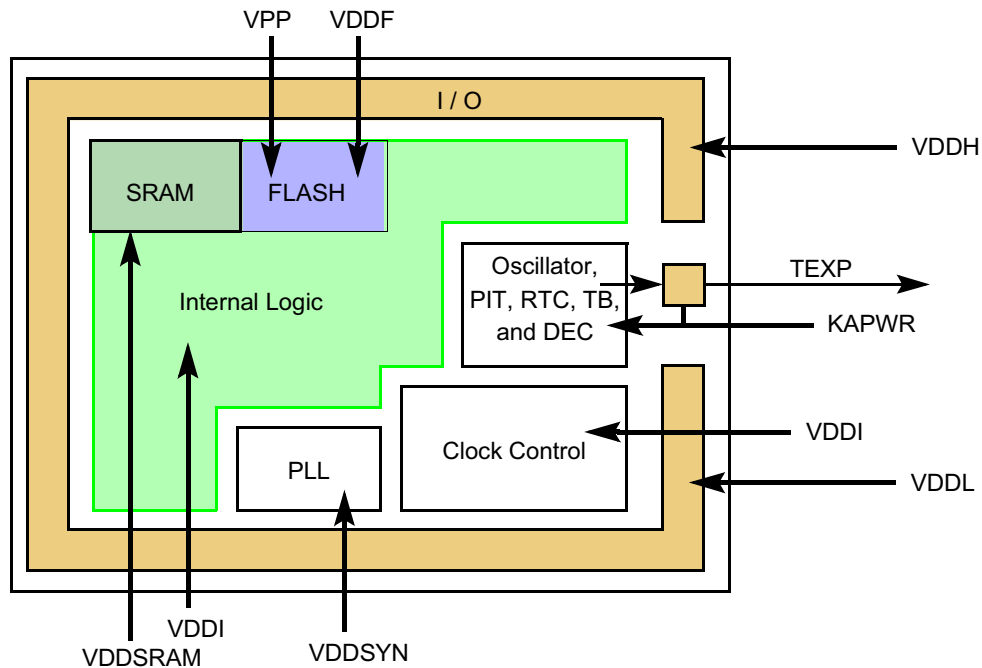 VPP
VDDF
I / O
VDDH
SRAM
FLASH
Oscillator,
PIT, RTC, TB,
and DEC
TEXP
KAPWR
Internal Logic
VDDI
Clock Control
PLL
VDDL
VDDI
VDDSRAM
VDDSYN